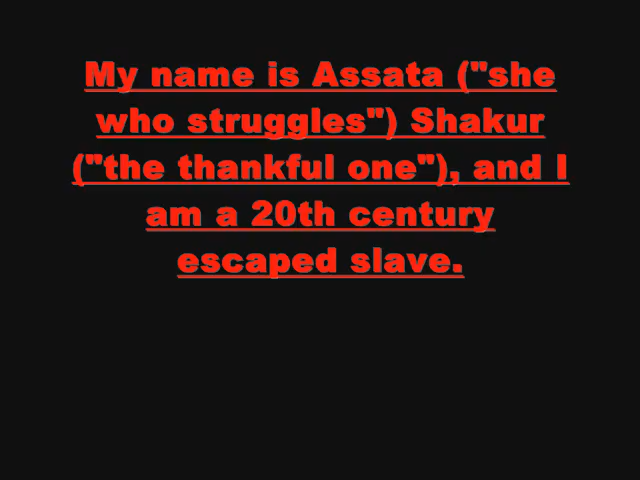 My name is Assata ("she
who struggles") Shakur
("the thankful one"), and I
am a 20th century
escaped slave.